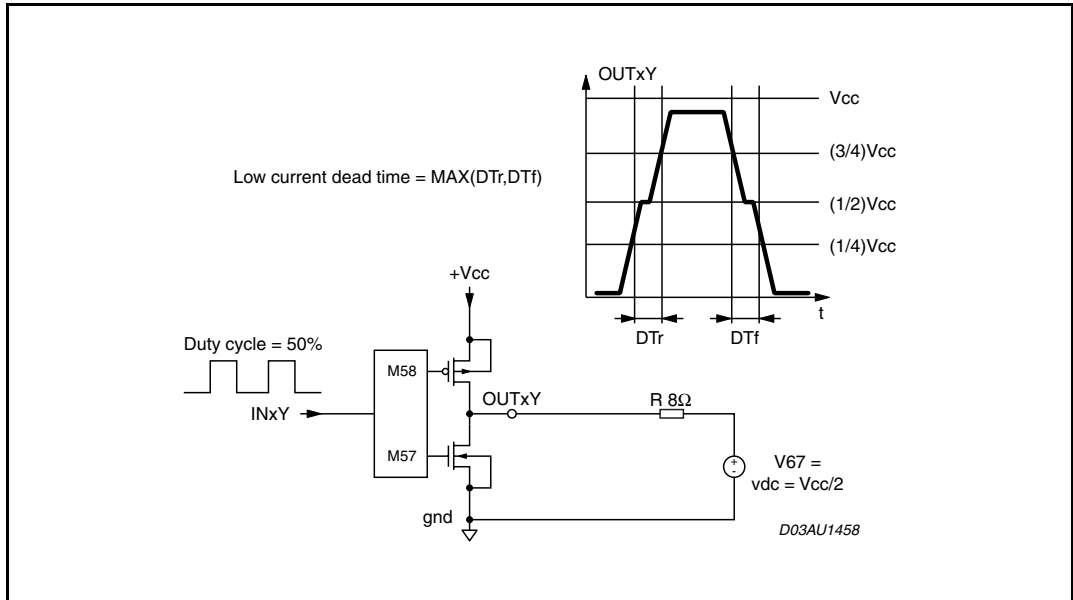 OUTxY
Vcc
(3/4)Vcc
Low current dead time = MAX(DTr,DTf)
(1/2)Vcc
(1/4)Vcc
+Vcc
t
DTr
DTf
Duty cycle = 50%
M58
OUTxY
R 8Ω
INxY
M57
V67 =
vdc = Vcc/2
+
-
gnd
D03AU1458